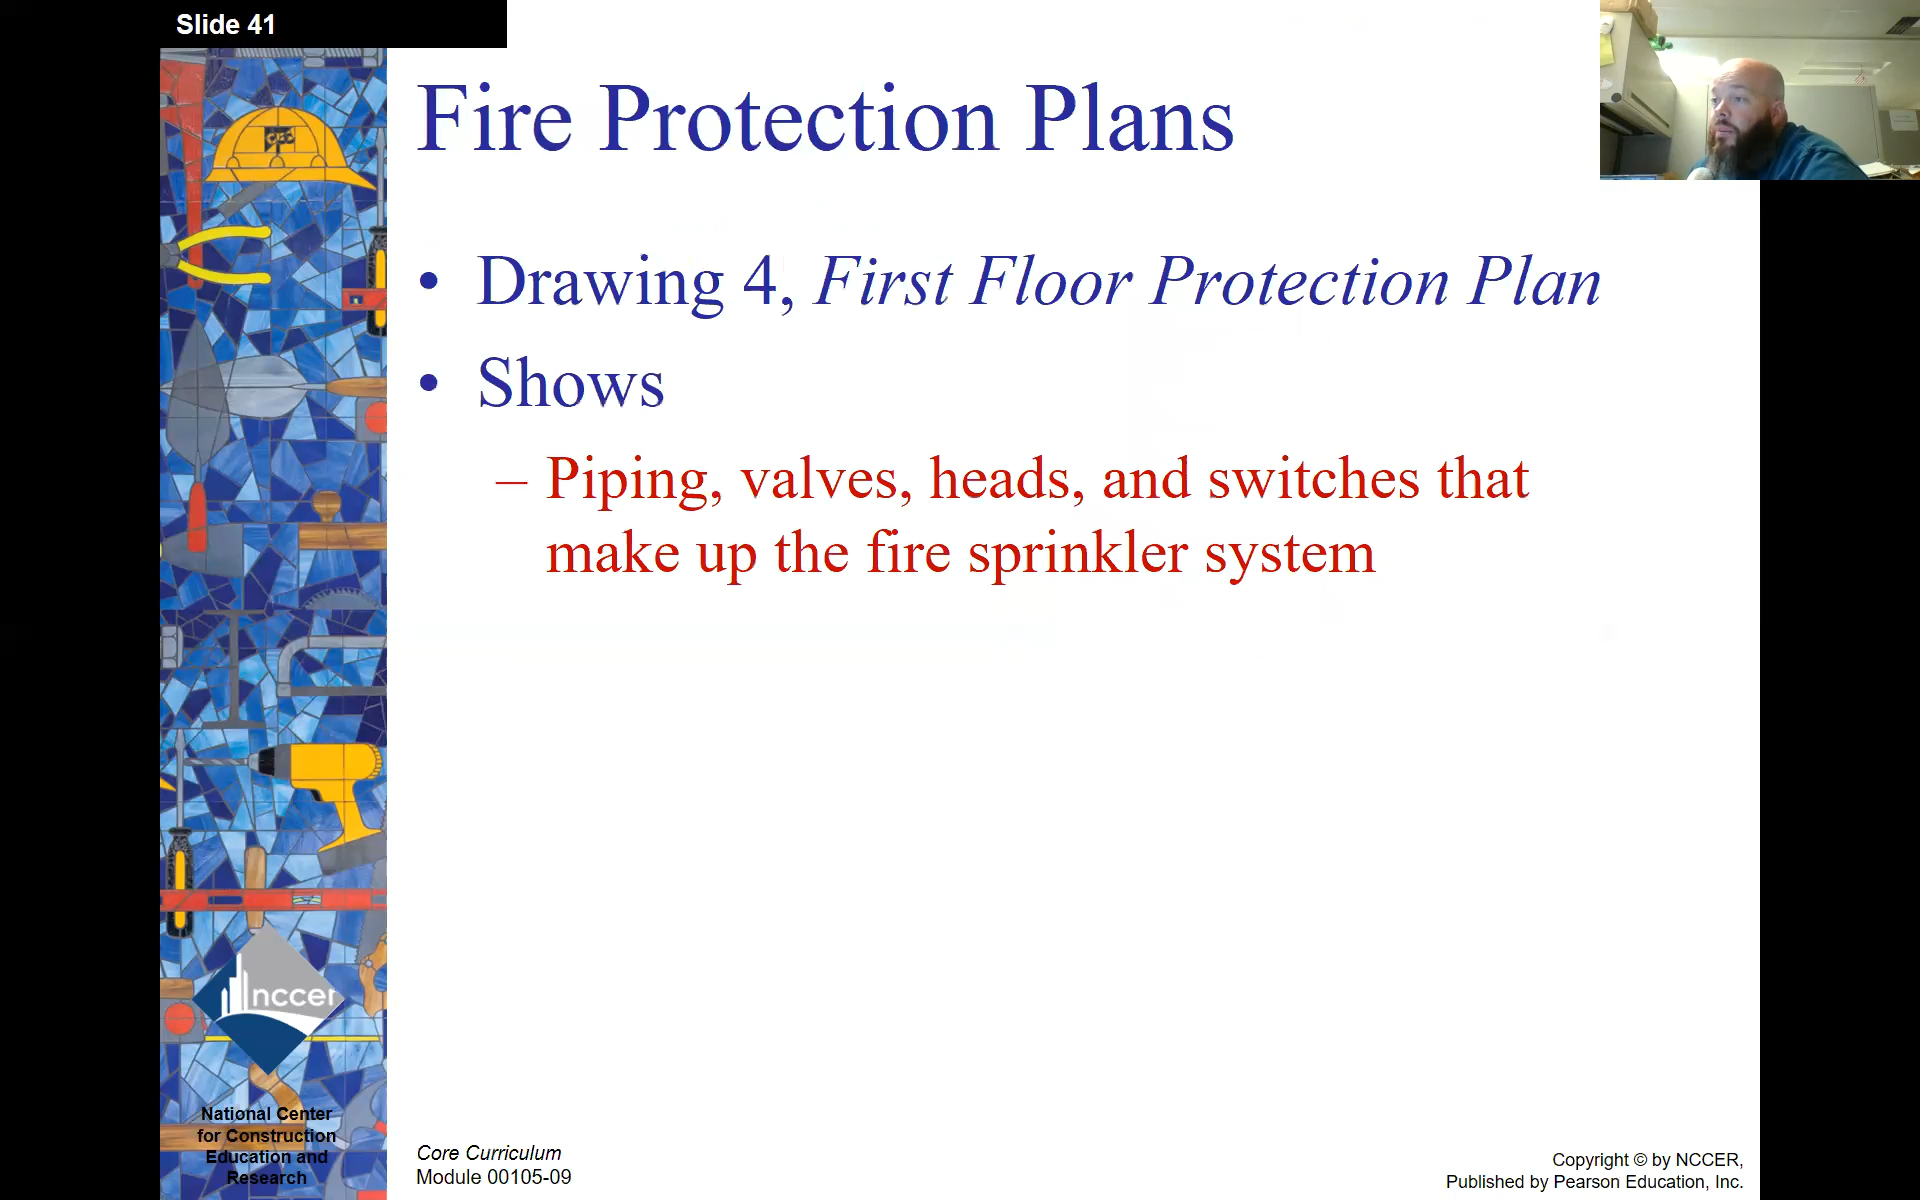 Slide 41
Fire Protection Plans
• Drawing 4, First Floor Protection Plan
• Shows
– Piping, valves, heads, and switches that
make up the fire sprinkler system
nccer
National Center
for Construction
Education and
Research
Core Curriculum
Module 00105-09
Copyright © by NCCER,
Published by Pearson Education, Inc.